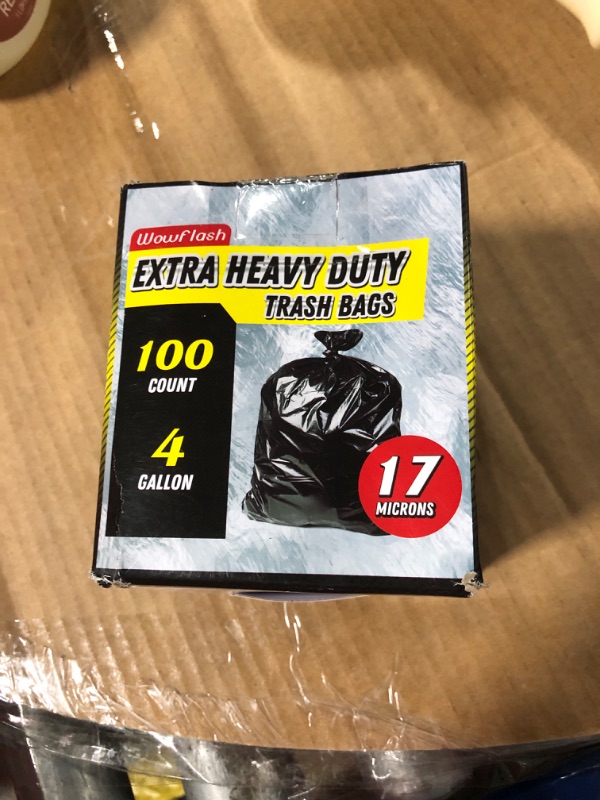 Wowflash
EXTRA HEAVY DUTY
TRASH BAGS
100
COUNT
4
GALLON
17
MICRONS